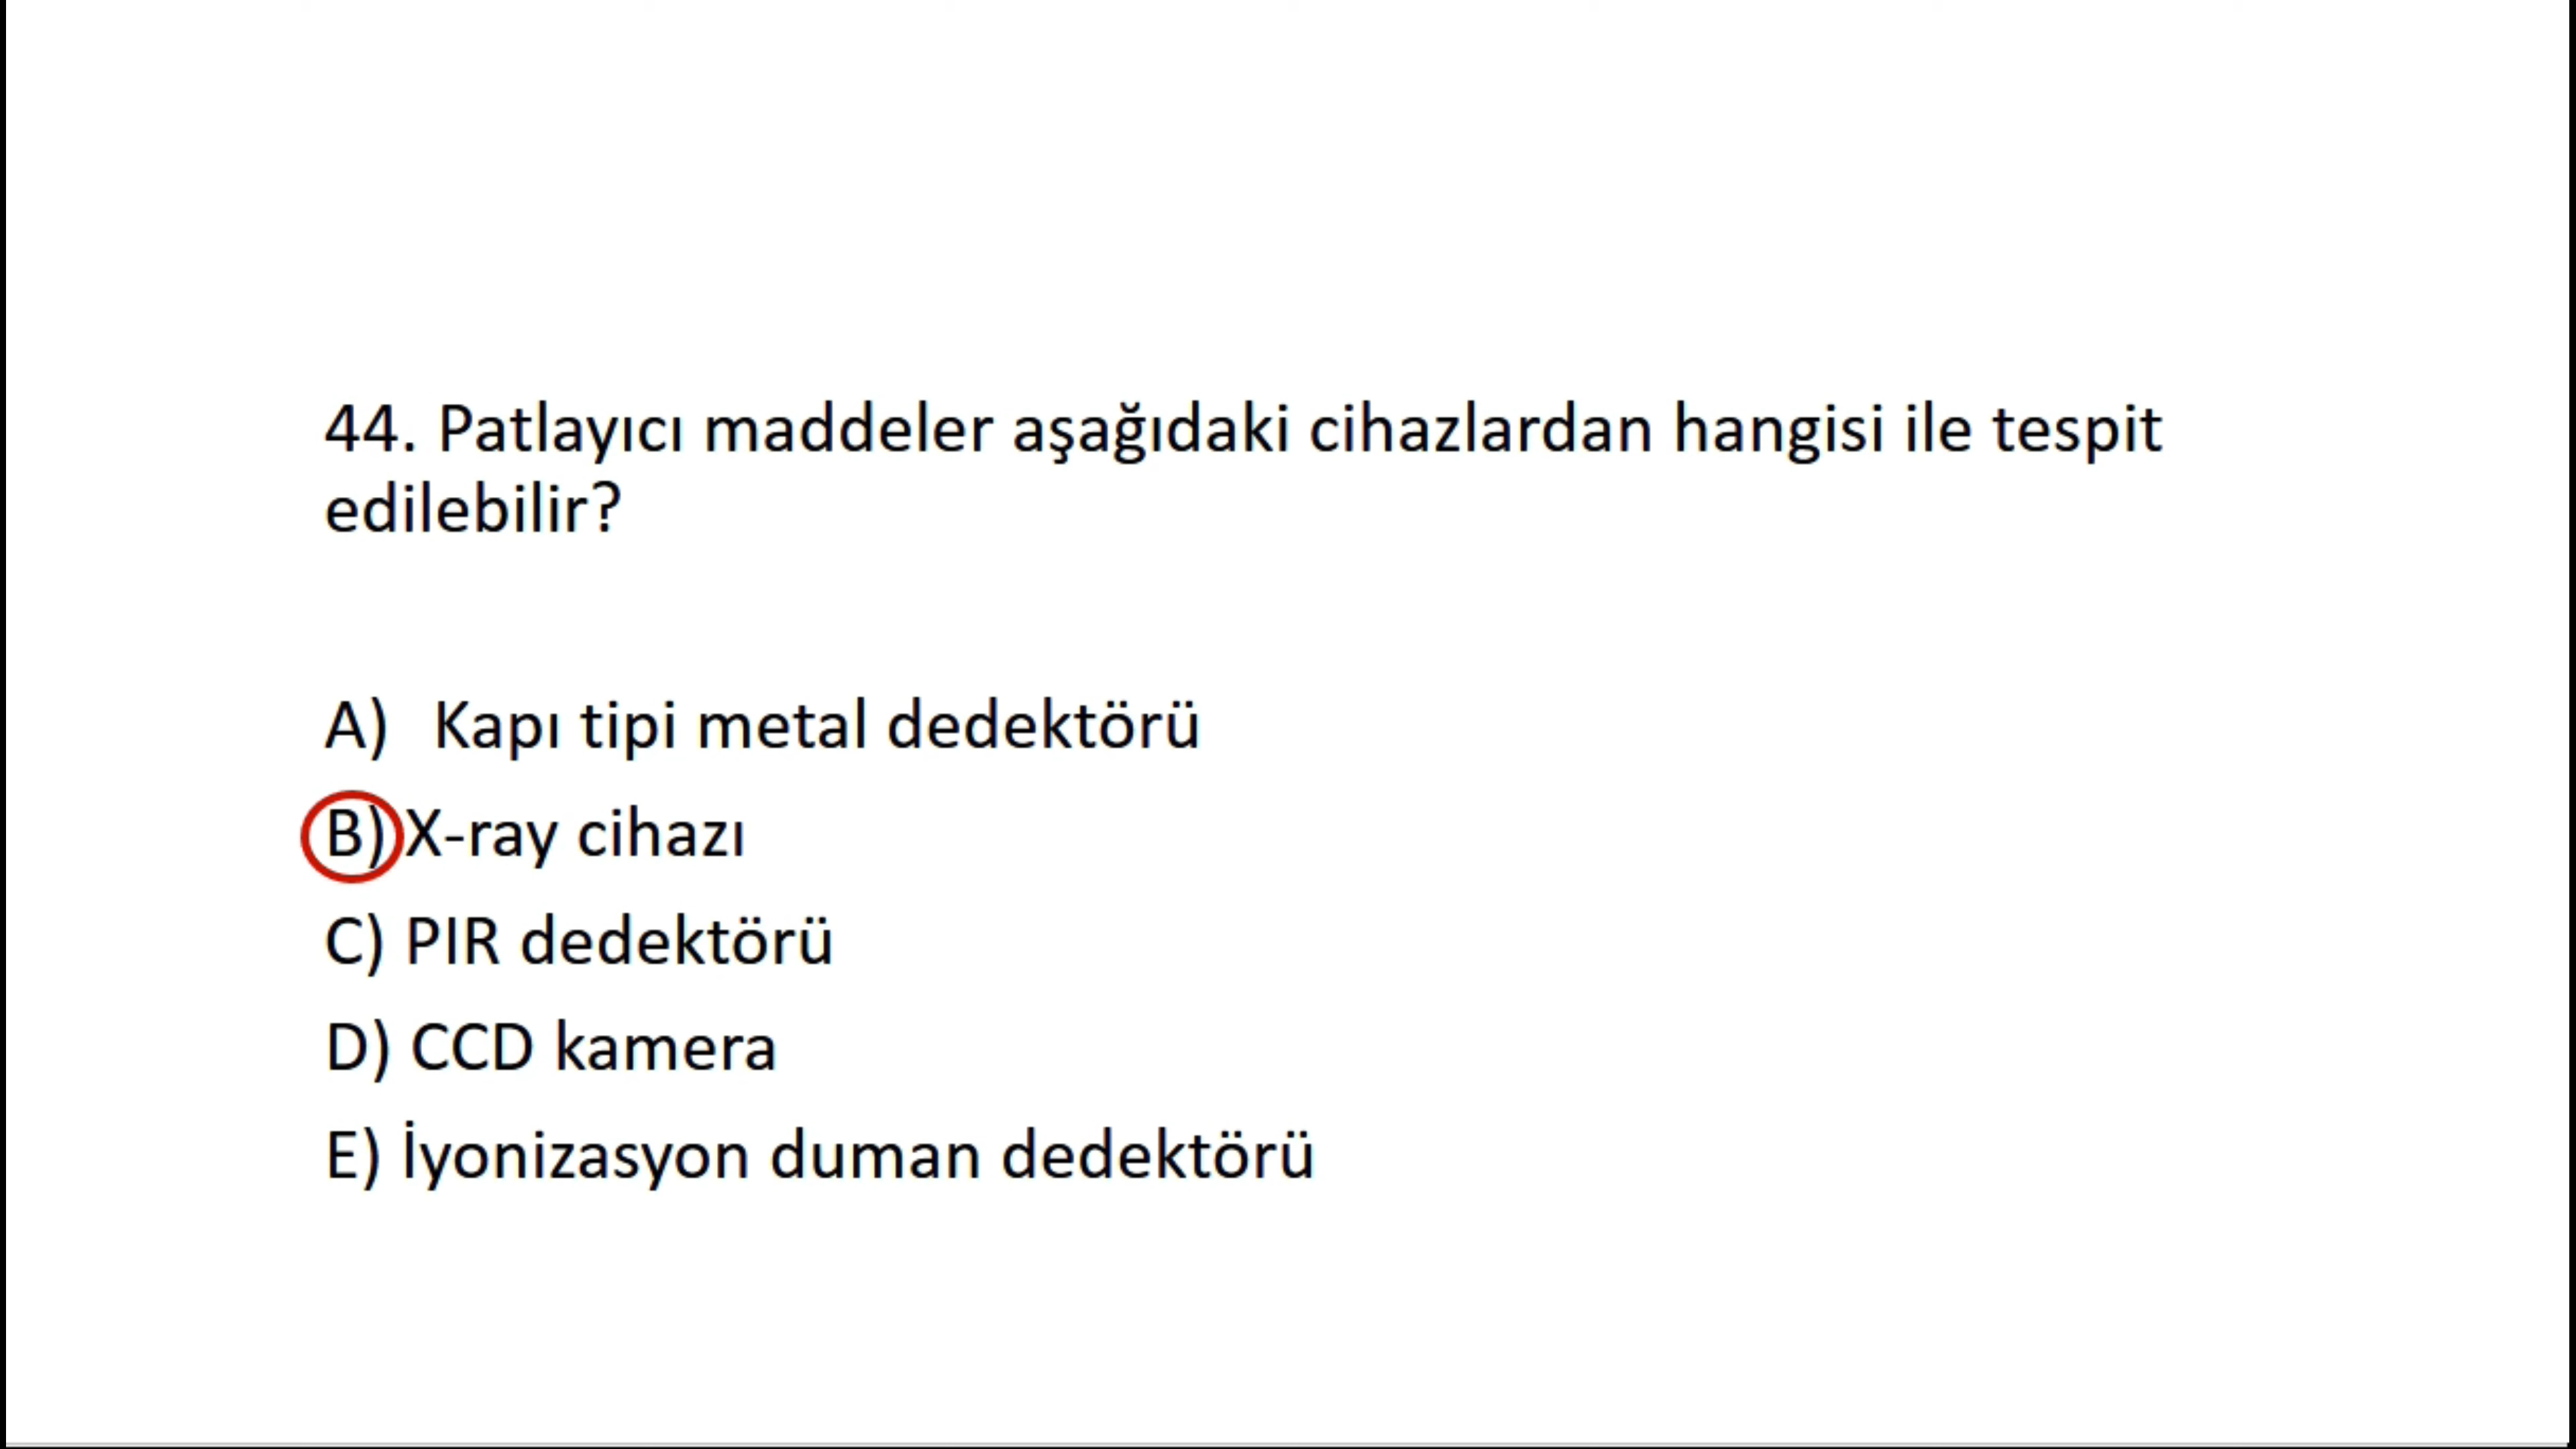 44. Patlayıcı maddeler aşağıdaki cihazlardan hangisi ile tespit
edilebilir?
A) Kapı tipi metal dedektörü
B) X-ray cihazı
C) PIR dedektörü
D) CCD kamera
E) İyonizasyon duman dedektörü